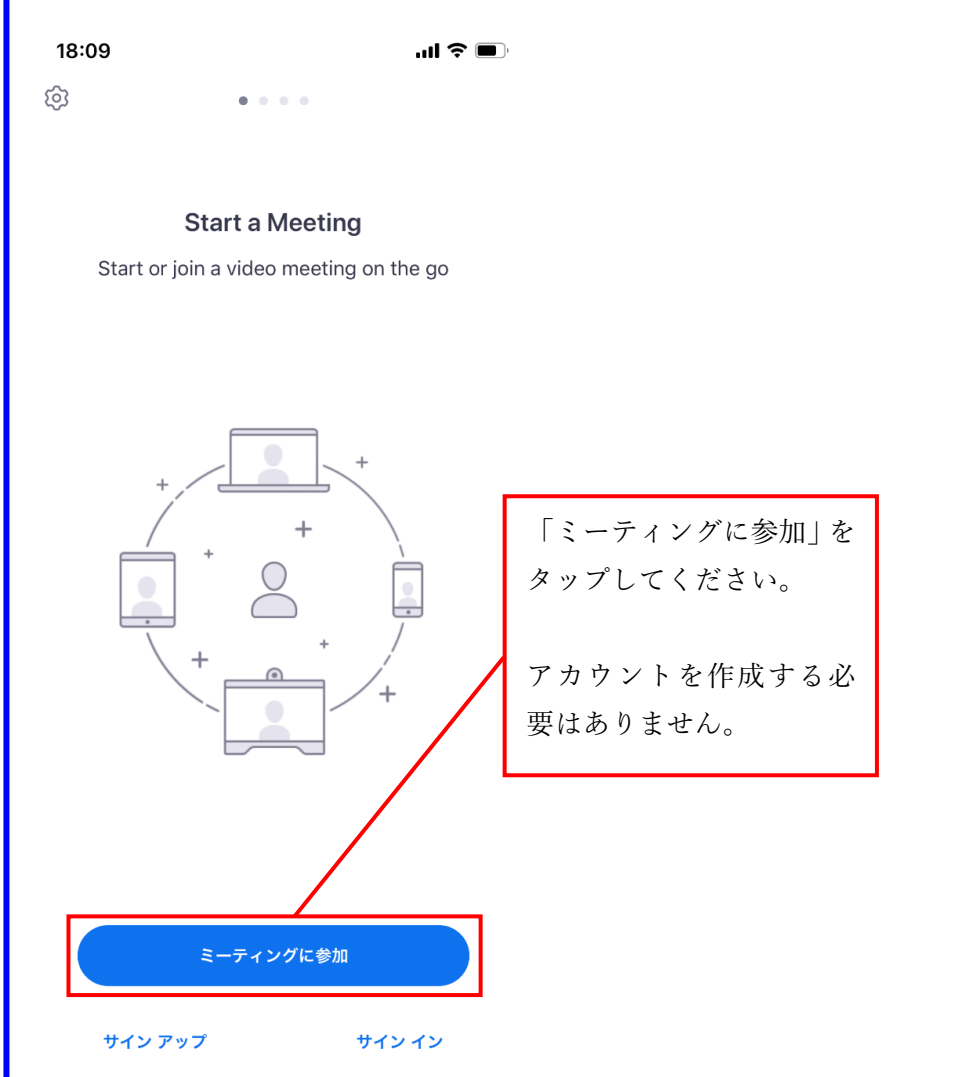 18:09
Start a Meeting
Start or join a video meeting on the go
「ミーティングに参加」を
タップしてください。
アカウントを作成する必
要はありません。
ミーティングに参加
サイン アップ
サイン イン